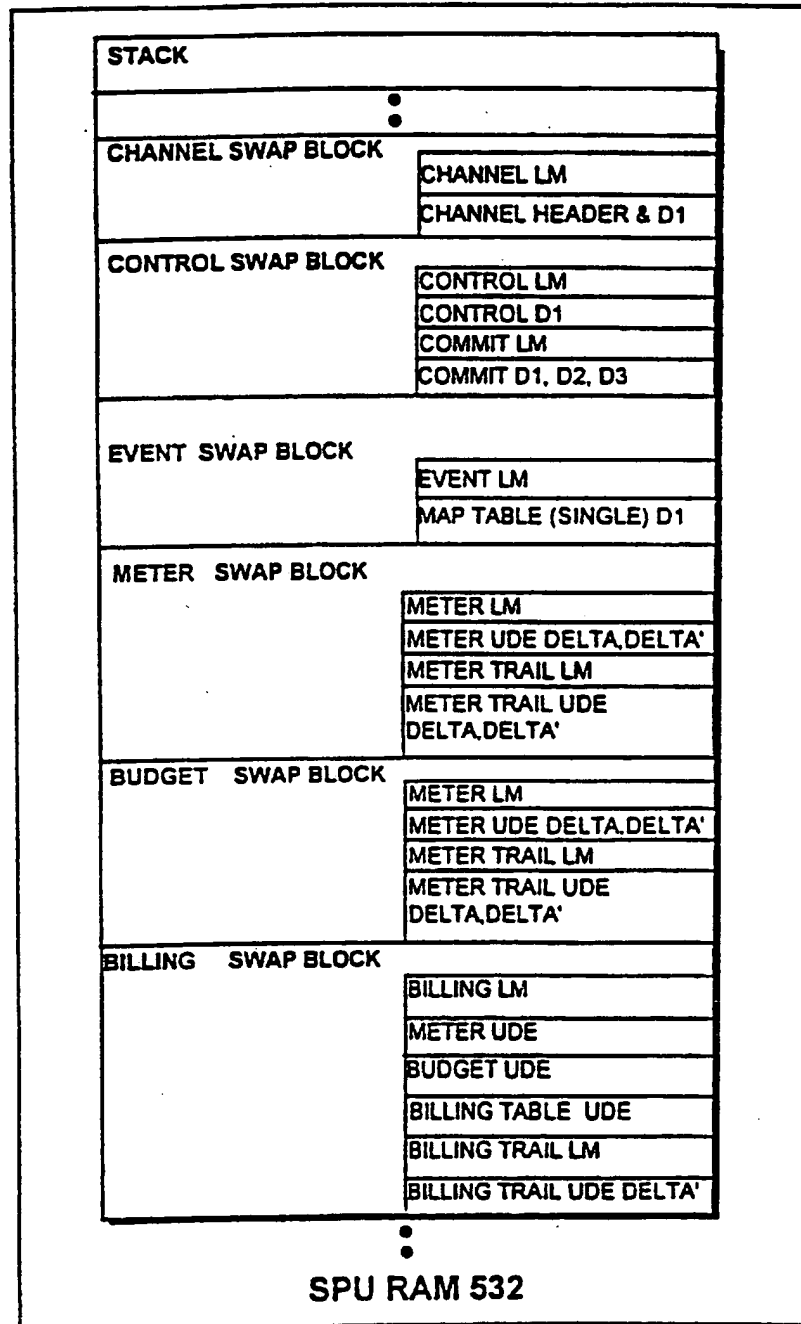 STACK
CHANNEL SWAP BLOCK
CHANNEL LM
CHANNEL HEADER & D1
CONTROL SWAP BLOCK
CONTROL LM
CONTROL D1
COMMIT LM
COMMIT D1, D2, D3
EVENT SWAP BLOCK
EVENT LM
MAP TABLE (SINGLE) D1
METER SWAP BLOCK
METER LM
METER UDE DELTA,DELTA'
METER TRAIL LM
METER TRAIL UDE
DELTA,DELTA'
BUDGET SWAP BLOCK
METER LM
METER UDE DELTA,DELTA'
METER TRAIL LM
METER TRAIL UDE
DELTA,DELTA'
BILLING SWAP BLOCK
BILLING LM
METER UDE
BUDGET UDE
BILLING TABLE UDE
BILLING TRAIL LM
BILLING TRAIL UDE DELTA'
SPU RAM 532